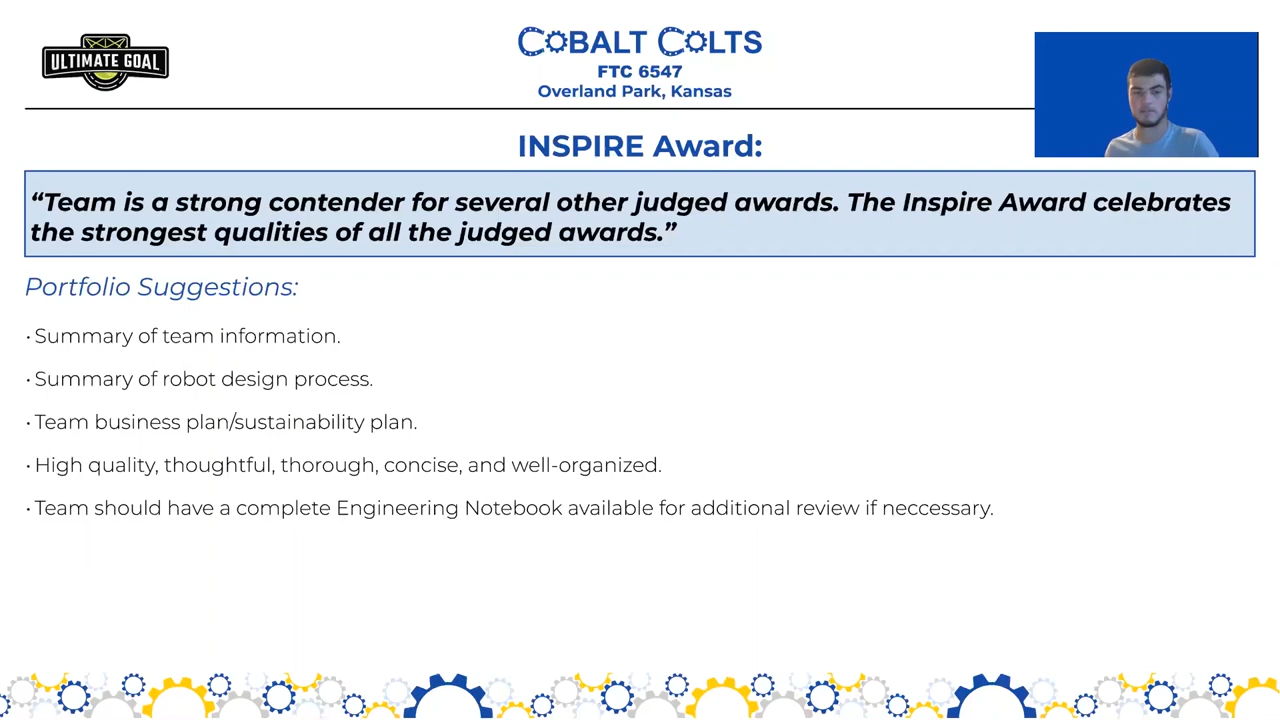 ULTIMATE GOAL
COBALT COLTS
FTC 6547
Overland Park, Kansas
INSPIRE Award:
“Team is a strong contender for several other judged awards. The Inspire Award celebrates
the strongest qualities of all the judged awards.”
Portfolio Suggestions:
· Summary of team information.
· Summary of robot design process.
· Team business plan/sustainability plan.
· High quality, thoughtful, thorough, concise, and well-organized.
· Team should have a complete Engineering Notebook available for additional review if neccessary.